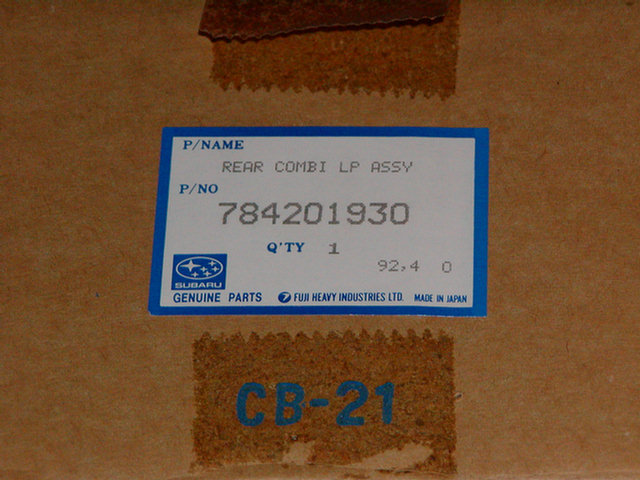 P/NAME
REAR COMBI LP ASSY
P/NO
784201930
Q'TY 1
92,4 0
SUBARU
GENUINE PARTS FUJI HEAVY INDUSTRIES LTD. MADE IN JAPAN
CB-21